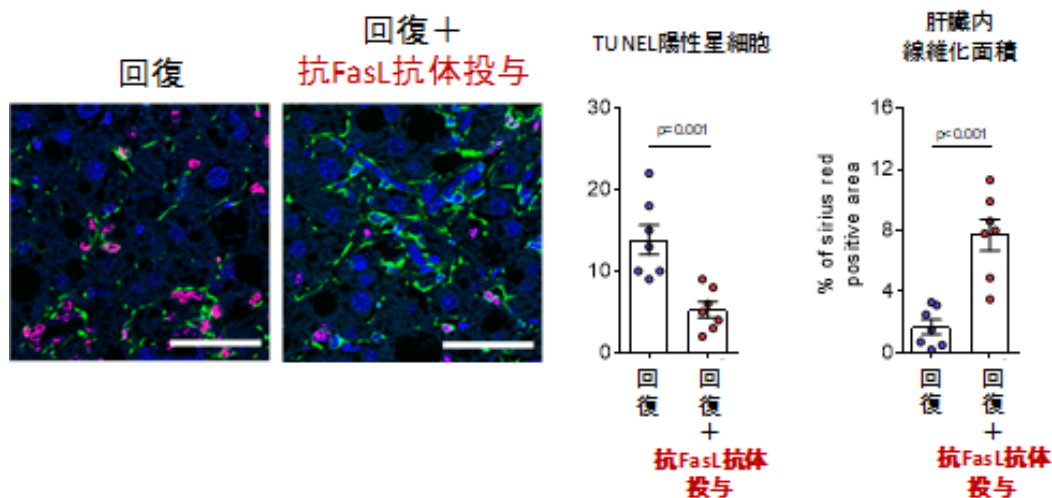 回復
回復＋
抗FasL抗体投与
TUNEL陽性星細胞
30
20
10
0
p=0.001
回復
回復＋
抗FasL抗体
投与
肝臓内
線維化面積
% of sirius red
positive area
16
12
8
4
0
p<0.001
回復
回復＋
抗FasL抗体
投与